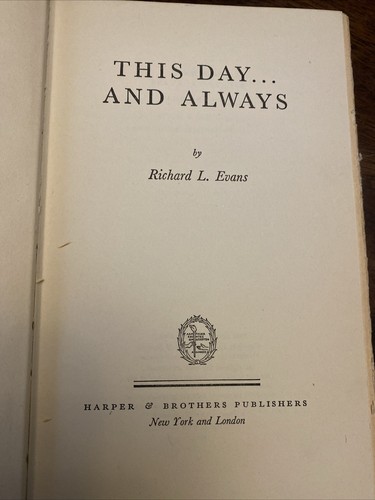 THIS DAY...
AND ALWAYS
by
Richard L. Evans
HARPER & BROTHERS PUBLISHERS
New York and London